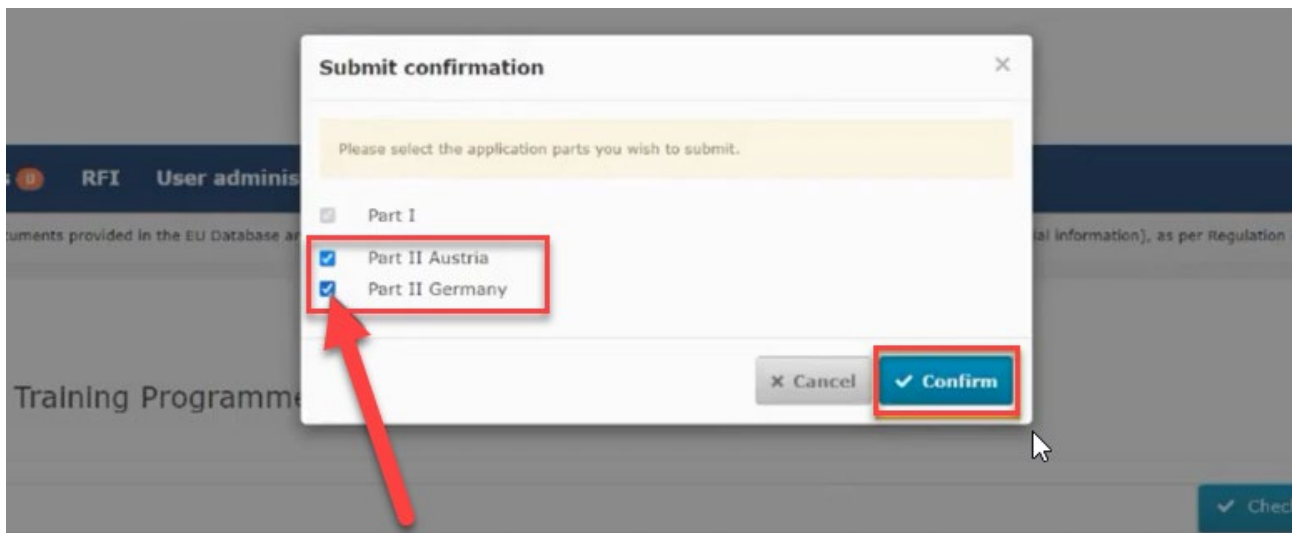 Submit confirmation
×
Please select the application parts you wish to submit.
RFI User adminis
Part I
uments provided in the EU Database ar
ial information], as per Regulation
Part II Austria
Part II Germany
× Cancel ✓ Confirm
Training Programme
✓ Chec